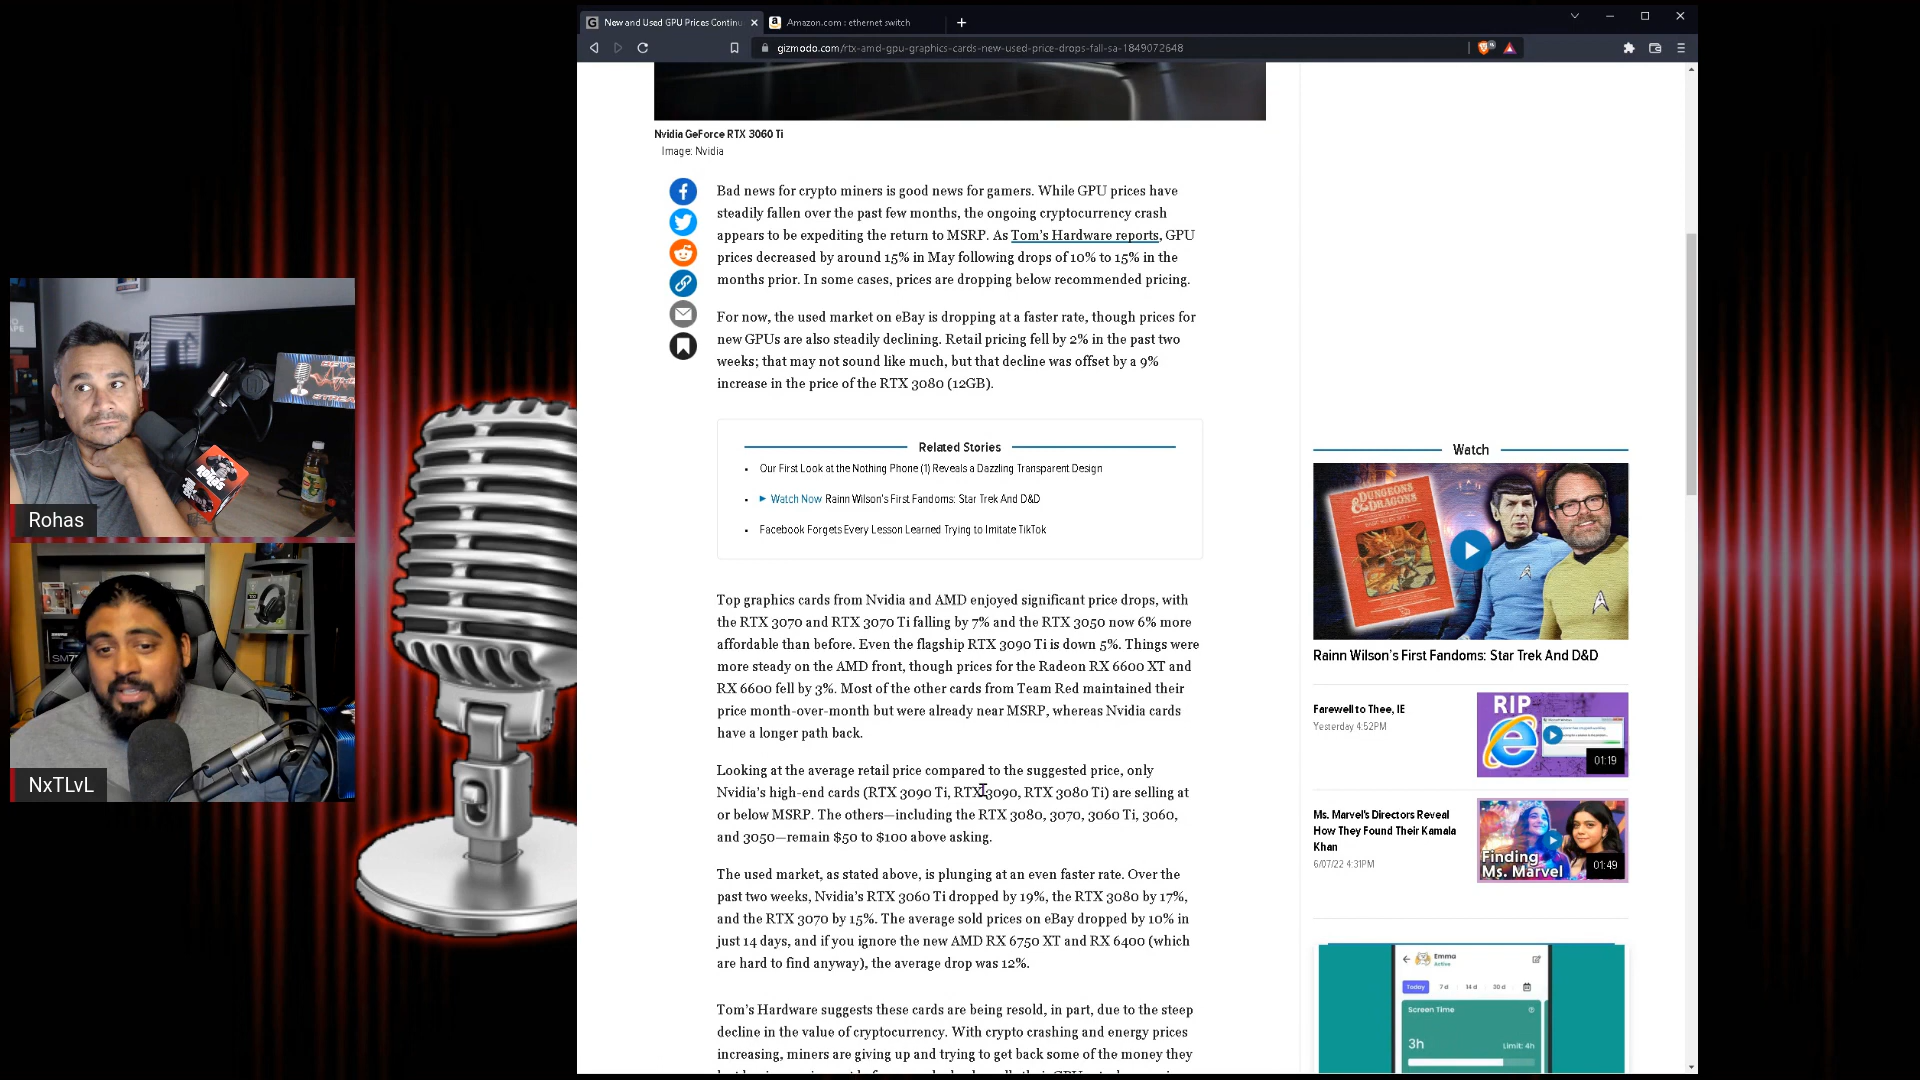 New and Used GPU Prices Continu
Amazon.com : ethernet switch
gizmodo.com/rtx-amd-gpu-graphics-cards-new-used-price-drops-fall-sa-1849072648
Nvidia GeForce RTX 3060 Ti
Image: Nvidia
Bad news for crypto miners is good news for gamers. While GPU prices have
steadily fallen over the past few months, the ongoing cryptocurrency crash
appears to be expediting the return to MSRP. As Tom's Hardware reports, GPU
prices decreased by around 15% in May following drops of 10% to 15% in the
months prior. In some cases, prices are dropping below recommended pricing.
For now, the used market on eBay is dropping at a faster rate, though prices for
new GPUs are also steadily declining. Retail pricing fell by 2% in the past two
weeks; that may not sound like much, but that decline was offset by a 9%
increase in the price of the RTX 3080 (12GB).
Related Stories
Our First Look at the Nothing Phone (1) Reveals a Dazzling Transparent Design
Watch Now Rainn Wilson's First Fandoms: Star Trek And D&D
Facebook Forgets Every Lesson Learned Trying to Imitate TikTok
Top graphics cards from Nvidia and AMD enjoyed significant price drops, with
the RTX 3070 and RTX 3070 Ti falling by 7% and the RTX 3050 now 6% more
affordable than before. Even the flagship RTX 3090 Ti is down 5%. Things were
more steady on the AMD front, though prices for the Radeon RX 6600 XT and
RX 6600 fell by 3%. Most of the other cards from Team Red maintained their
price month-over-month but were already near MSRP, whereas Nvidia cards
have a longer path back.
Looking at the average retail price compared to the suggested price, only
Nvidia's high-end cards (RTX 3090 Ti, RTX 3090, RTX 3080 Ti) are selling at
or below MSRP. The others—including the RTX 3080, 3070, 3060 Ti, 3060,
and 3050—remain $50 to $100 above asking.
The used market, as stated above, is plunging at an even faster rate. Over the
past two weeks, Nvidia's RTX 3060 Ti dropped by 19%, the RTX 3080 by 17%,
and the RTX 3070 by 15%. The average sold prices on eBay dropped by 10% in
just 14 days, and if you ignore the new AMD RX 6750 XT and RX 6400 (which
are hard to find anyway), the average drop was 12%.
Tom's Hardware suggests these cards are being resold, in part, due to the steep
decline in the value of cryptocurrency. With crypto crashing and energy prices
increasing, miners are giving up and trying to get back some of the money they
Watch
DUNGEONS
& DRAGONS
Rainn Wilson's First Fandoms: Star Trek And D&D
Farewell to Thee, IE
Yesterday 4:52PM
RIP
01:19
Ms. Marvel's Directors Reveal
How They Found Their Kamala
Khan
6/07/22 4:31PM
Finding
Ms. Marvel
01:49
Emma
Active
Today 7d 14d 30d
Screen Time
3h
Limit: 4h
Rohas
NxTLvL